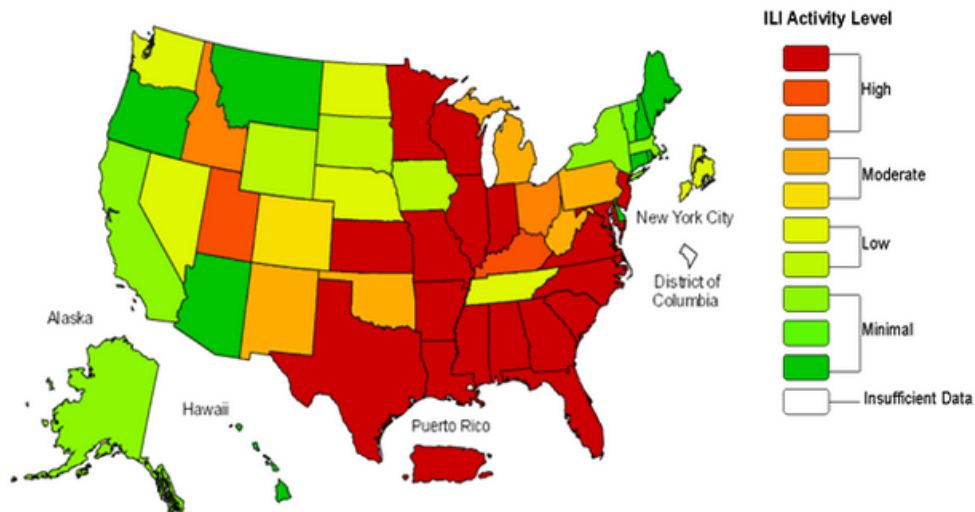 ILI Activity Level
High
Moderate
Low
Minimal
Insufficient Data
New York City
District of
Columbia
Alaska
Hawaii
Puerto Rico